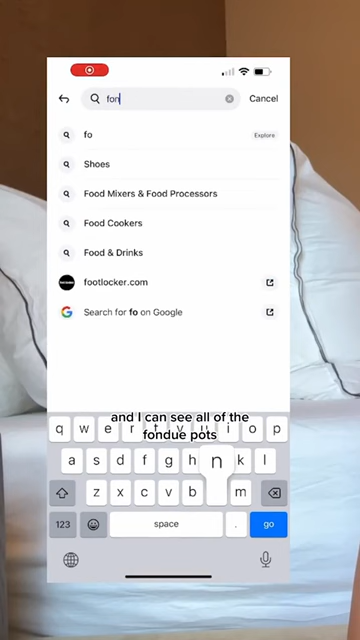 fon
Cancel
fo
Explore
Shoes
Food Mixers & Food Processors
Food Cookers
Food & Drinks
footlocker.com
Search for fo on Google
and I can see all of the
fondue pots
q w e r t y u i o p
a s d f g h n k l
z x c v b m
123 space . go